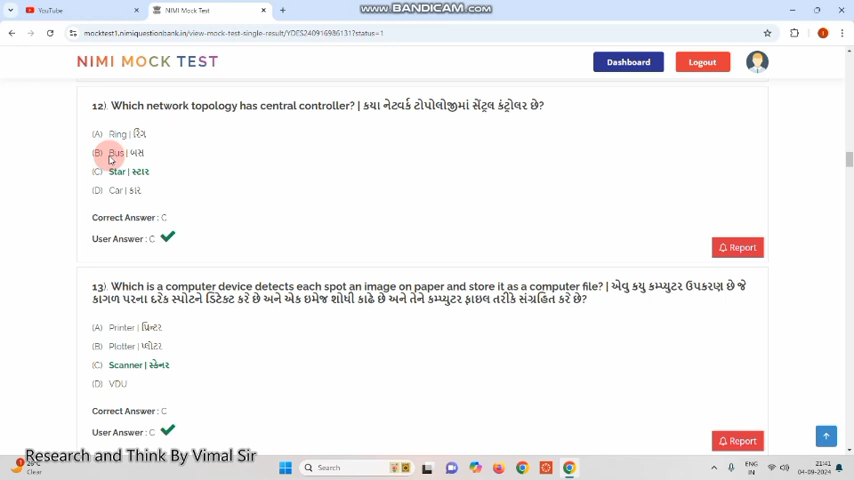 YouTube
NIMI Mock Test
www.BANDICAM.com
mocktest1.nimiquestionbank.in/view-mock-test-single-result/YDES24091698613​1?status=1
NIMI MOCK TEST
Dashboard
Logout
12). Which network topology has central controller? | કયા નેટવર્ક ટોપોલોજીમાં સેંટ્રલ કંટ્રોલર છે?
(A) Ring | રિંગ
(B) Bus | બસ
(C) Star | સ્ટાર
(D) Car | કાર
Correct Answer : C
User Answer : C
Report
13). Which is a computer device detects each spot an image on paper and store it as a computer file? | એવુ કયુ કમ્પ્યુટર ઉપકરણ છે જે
કાગળ પરના દરેક સ્પોટને ડિટેક્ટ કરે છે અને એક ઇમેજ શોધી કાઢે છે અને તેને કમ્પ્યુટર ફાઇલ તરીકે સંગ્રહિત કરે છે?
(A) Printer | પ્રિન્ટર
(B) Plotter | પ્લોટર
(C) Scanner | સ્કેનર
(D) VDU
Correct Answer : C
User Answer : C
Report
Research and Think By Vimal Sir
Clear
Search
ENG
IN
21:41
04-09-2024